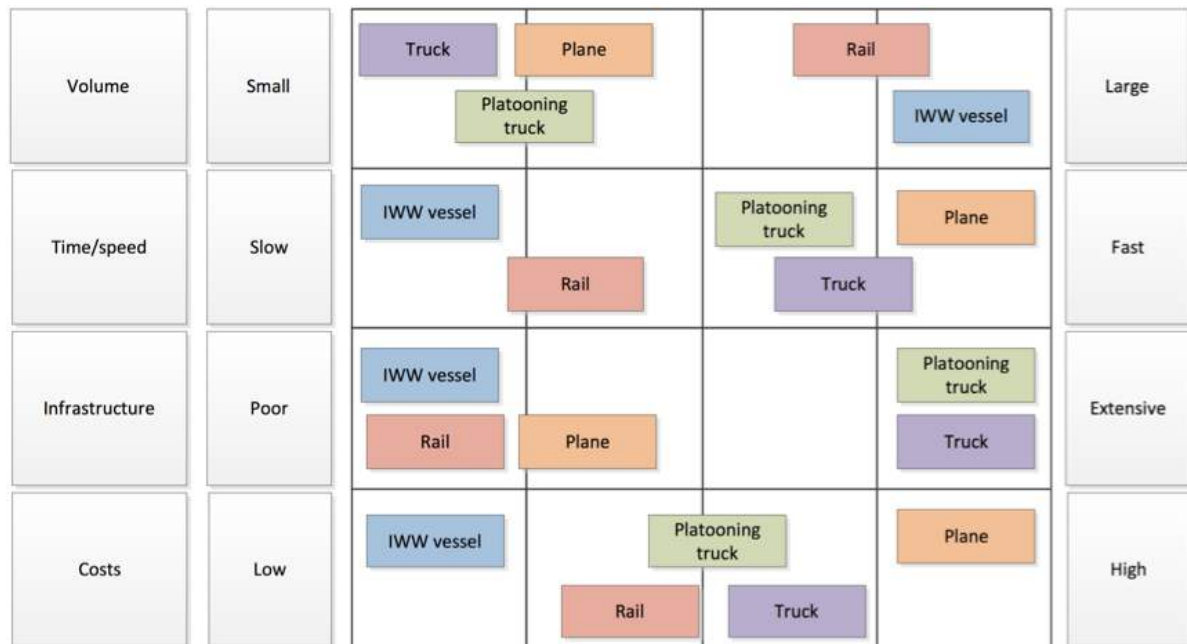 Volume
Small
Truck
Plane
Rail
Large
Platooning
truck
IWW vessel
Time/speed
Slow
IWW vessel
Platooning
truck
Plane
Fast
Rail
Truck
Infrastructure
Poor
IWW vessel
Platooning
truck
Extensive
Rail
Plane
Truck
Costs
Low
IWW vessel
Platooning
truck
Plane
High
Rail
Truck